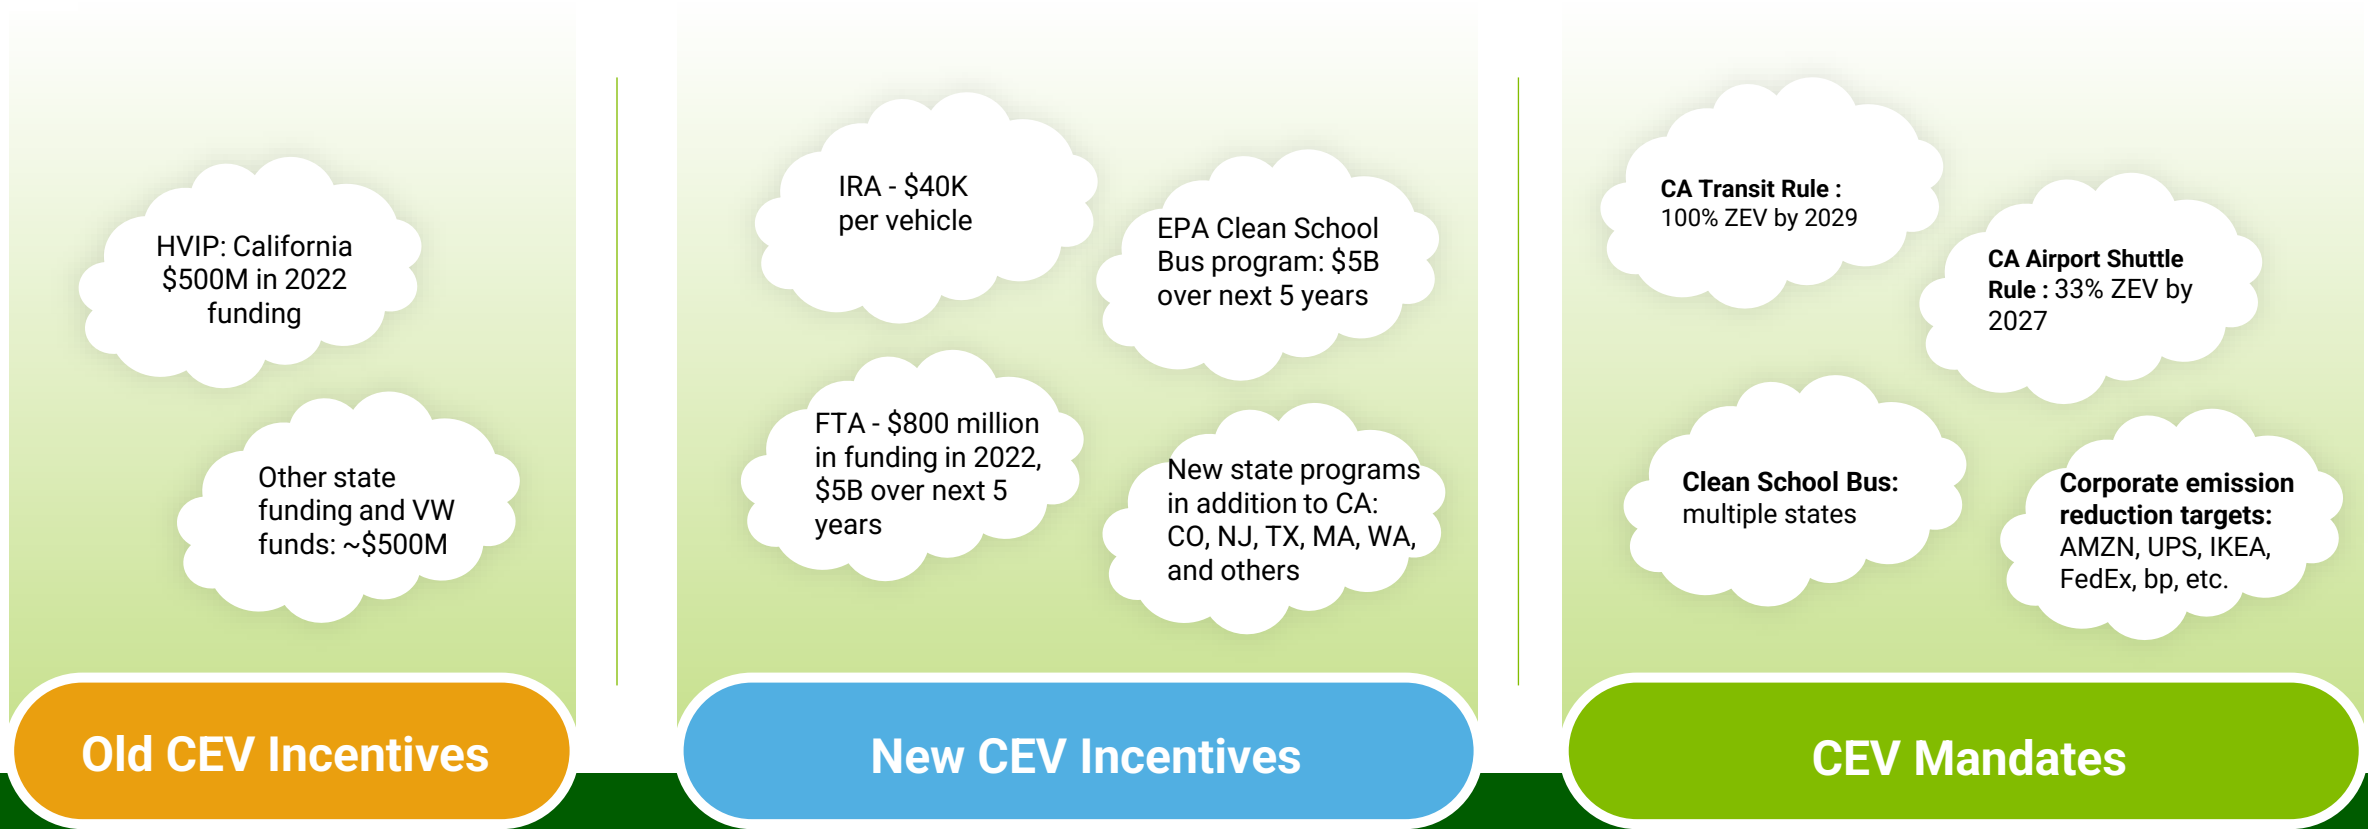 HVIP: California
$500M in 2022
funding
Other state
funding and VW
funds: ~$500M
Old CEV Incentives
IRA - $40K
per vehicle
EPA Clean School
Bus program: $5B
over next 5 years
FTA - $800 million
in funding in 2022,
$5B over next 5
years
New state programs
in addition to CA:
CO, NJ, TX, MA, WA,
and others
New CEV Incentives
CA Transit Rule :
100% ZEV by 2029
CA Airport Shuttle
Rule : 33% ZEV by
2027
Clean School Bus:
multiple states
Corporate emission
reduction targets:
AMZN, UPS, IKEA,
FedEx, bp, etc.
CEV Mandates